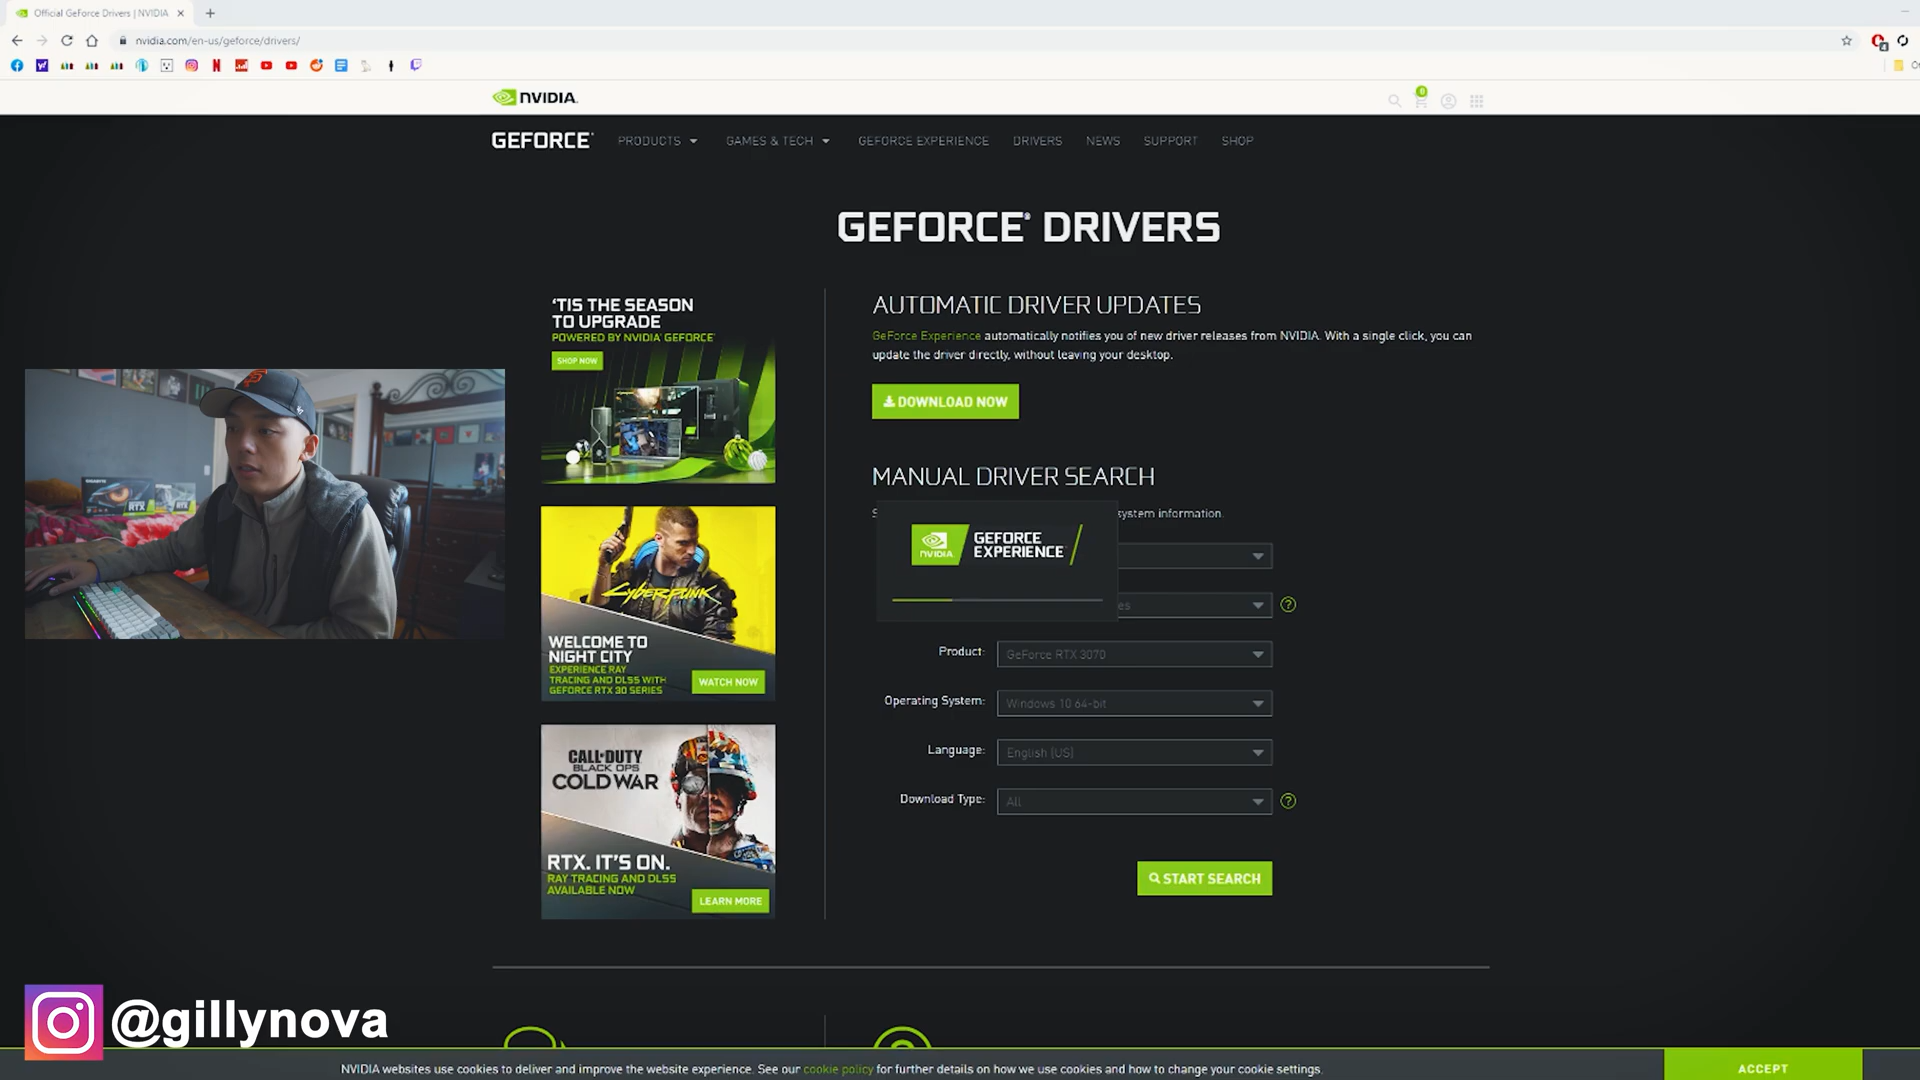 Official GeForce Drivers | NVIDIA
nvidia.com/en-us/geforce/drivers/
NVIDIA.
0
GEFORCE
PRODUCTS
GAMES & TECH
GEFORCE EXPERIENCE
DRIVERS
NEWS
SUPPORT
SHOP
GEFORCE® DRIVERS
'TIS THE SEASON
TO UPGRADE
POWERED BY NVIDIA GEFORCE
SHOP NOW
AUTOMATIC DRIVER UPDATES
GeForce Experience automatically notifies you of new driver releases from NVIDIA. With a single click, you can
update the driver directly, without leaving your desktop.
DOWNLOAD NOW
MANUAL DRIVER SEARCH
system information.
NVIDIA
GEFORCE
EXPERIENCE
Product:
GeForce RTX 3070
Operating System:
Windows 10 64-bit
Language:
English (US)
Download Type:
All
START SEARCH
Cyberpunk
WELCOME TO
NIGHT CITY
EXPERIENCE RAY
TRACING AND DLSS WITH
GEFORCE RTX 30 SERIES
WATCH NOW
CALL OF DUTY
BLACK OPS
COLD WAR
RTX. IT'S ON.
RAY TRACING AND DLSS
AVAILABLE NOW
LEARN MORE
GIGABYTE
RTX
@gillynova
NVIDIA websites use cookies to deliver and improve the website experience. See our cookie policy for further details on how we use cookies and how to change your cookie settings.
ACCEPT